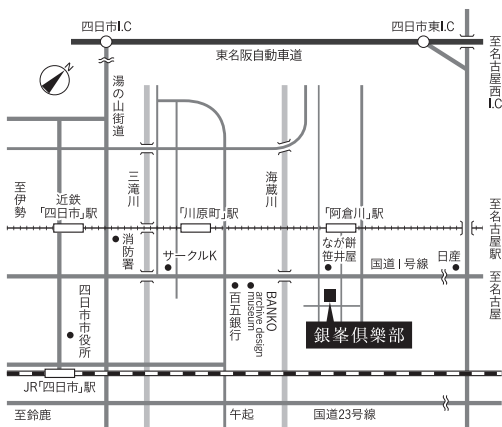 四日市I.C
四日市東I.C
東名阪自動車道
至名古屋西I.C
N
湯の山街道
三滝川
海蔵川
至伊勢
近鉄
「四日市」駅
「川原町」駅
「阿倉川」駅
至名古屋駅
消防署
サークルK
なが餅
笹井屋
国道1号線
日産
至名古屋
四日市市役所
百五銀行
BANKO
archive design
museum
銀峯倶樂部
JR「四日市」駅
至鈴鹿
午起
国道23号線